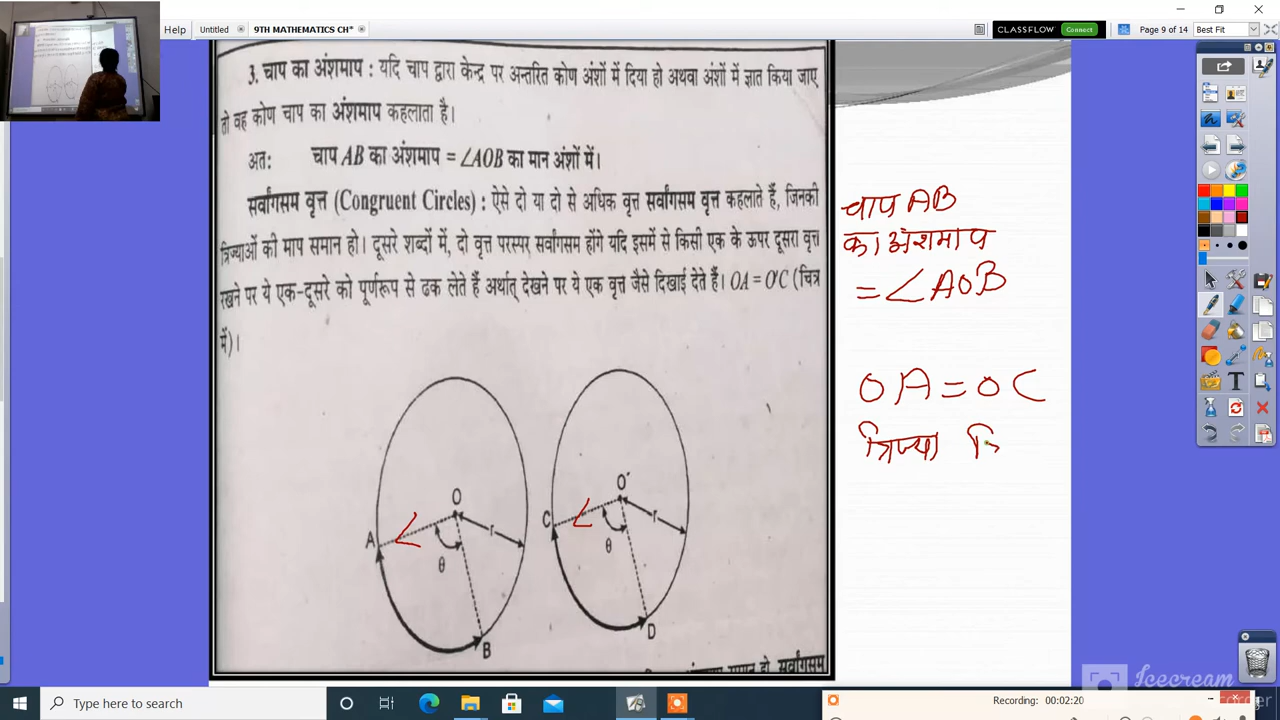 Help
Untitled
9TH MATHEMATICS CH*
CLASSFLOW
Connect
Page 9 of 14
Best Fit
3. चाप का अंशमाप : यदि चाप द्वारा केन्द्र पर अन्तरित कोण अंशों में दिया हो अथवा अंशों में ज्ञात किया जाए
तो वह कोण चाप का अंशमाप कहलाता है।
अतः चाप AB का अंशमाप = ∠AOB का मान अंशों में।
सर्वांगसम वृत्त (Congruent Circles) : ऐसे दो या दो से अधिक वृत्त सर्वांगसम वृत्त कहलाते हैं, जिनकी
त्रिज्याओं की माप समान हो। दूसरे शब्दों में, दो वृत्त परस्पर सर्वांगसम होंगे यदि इसमें से किसी एक के ऊपर दूसरा वृत्त
रखने पर ये एक-दूसरे को पूर्णरूप से ढक लेते हैं अर्थात् देखने पर ये एक वृत्त जैसे दिखाई देते हैं। OA = O'C (चित्र
में)।
O
r
A
θ
B
O'
r
C
θ
D
चाप AB
का अंशमाप
= ∠AOB
OA = OC
त्रिज्या
सर्वांगसम
Icecream
Type here to search
Recording: 00:02:20